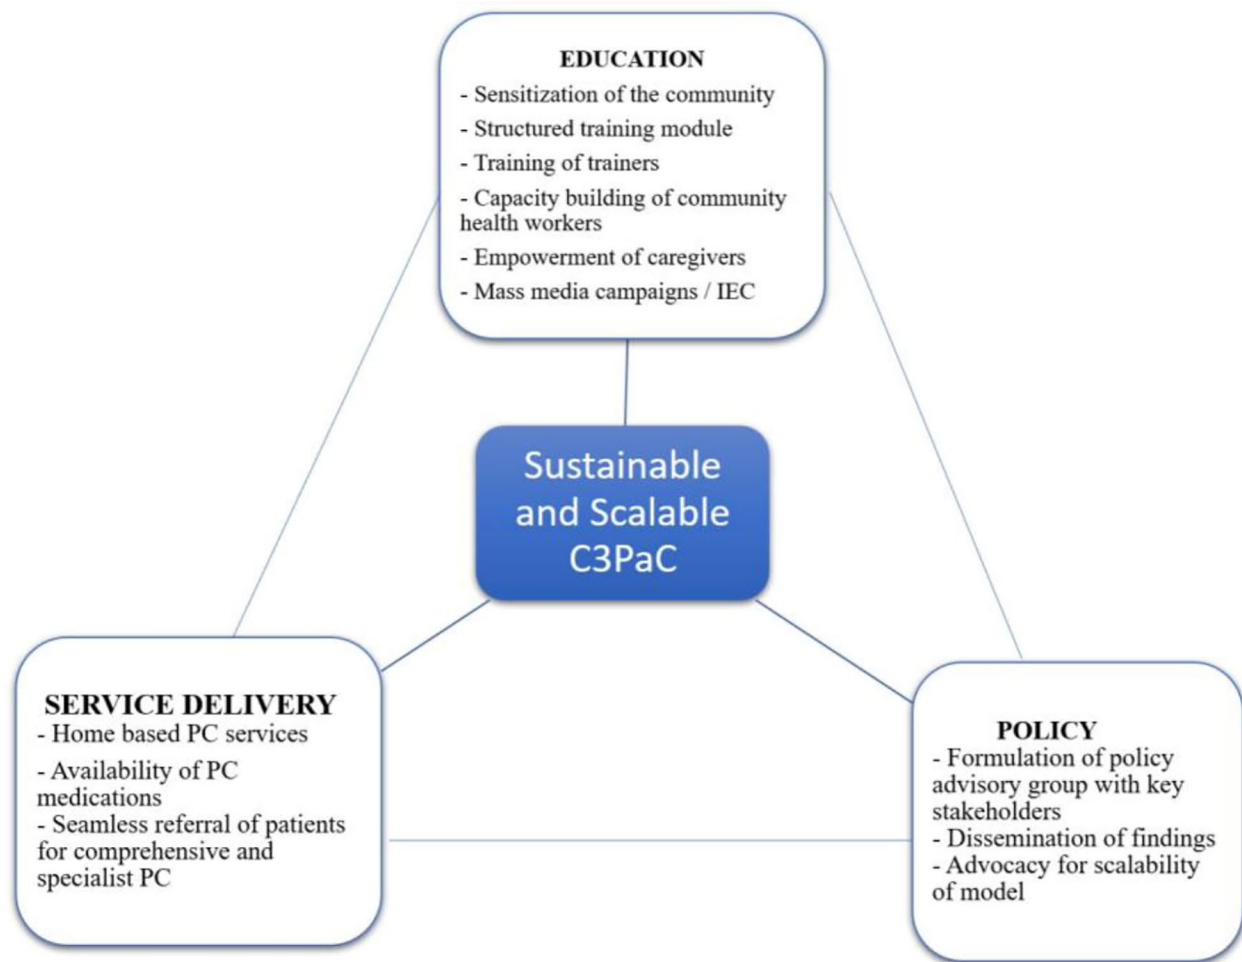 EDUCATION
- Sensitization of the community
- Structured training module
- Training of trainers
- Capacity building of community
health workers
- Empowerment of caregivers
- Mass media campaigns / IEC
Sustainable
and Scalable
C3PaC
SERVICE DELIVERY
- Home based PC services
- Availability of PC
medications
- Seamless referral of patients
for comprehensive and
specialist PC
POLICY
- Formulation of policy
advisory group with key
stakeholders
- Dissemination of findings
- Advocacy for scalability
of model